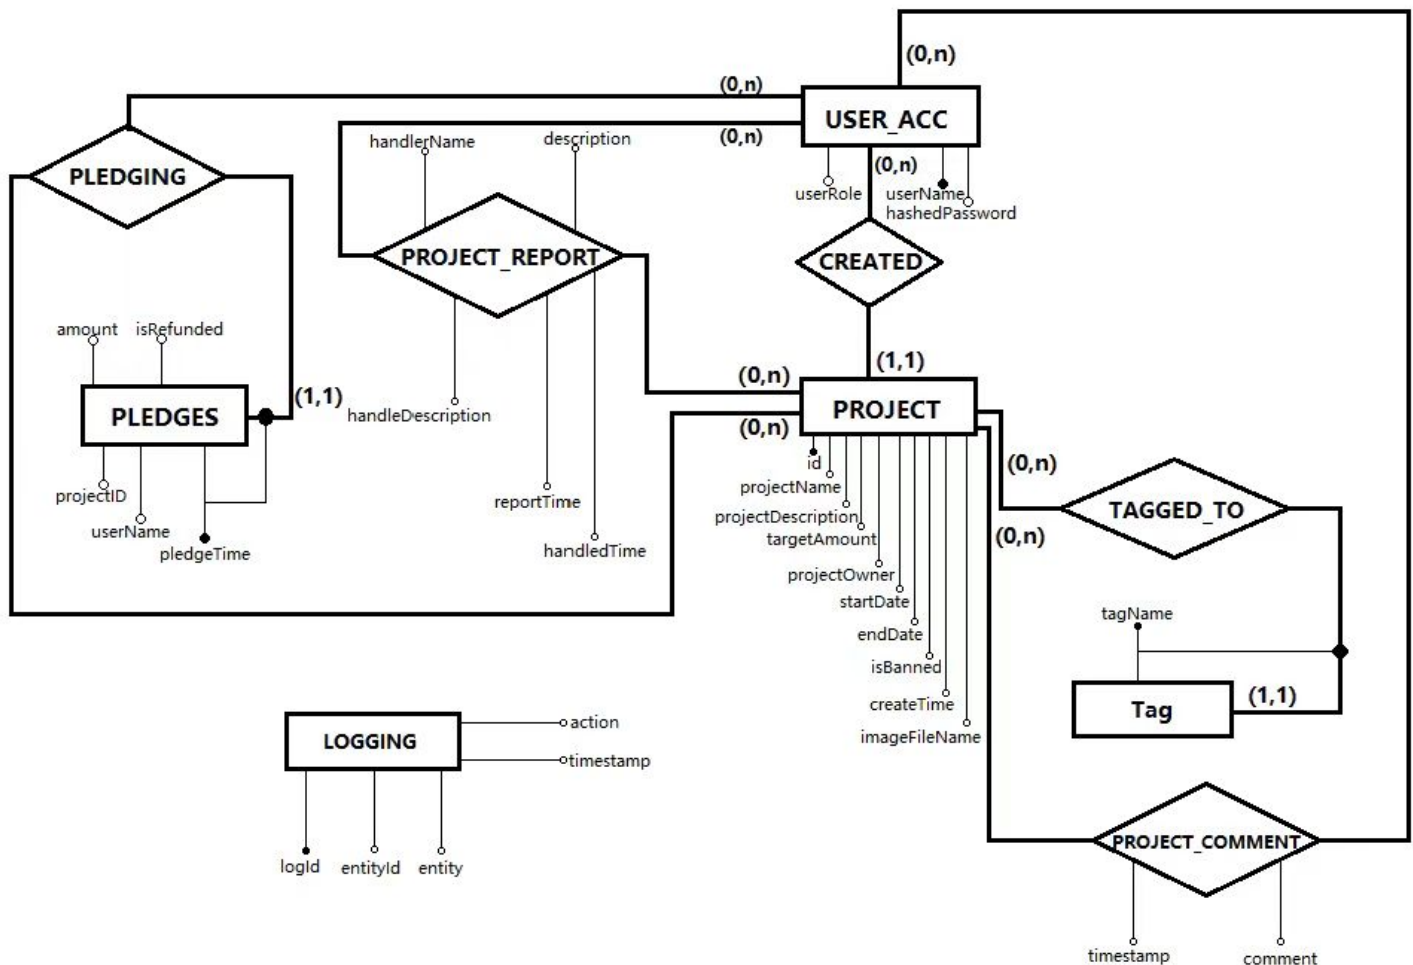 (0,n)
(0,n)
USER_ACC
handlerName
description
(0,n)
(0,n)
PLEDGING
userRole
userName
hashedPassword
PROJECT_REPORT
CREATED
amount
isRefunded
(1,1)
(0,n)
(1,1)
PLEDGES
handleDescription
PROJECT
(0,n)
id
(0,n)
projectID
reportTime
projectName
userName
projectDescription
TAGGED_TO
pledgeTime
handledTime
targetAmount
(0,n)
projectOwner
startDate
tagName
endDate
isBanned
createTime
(1,1)
Tag
imageFileName
action
LOGGING
timestamp
logId
entityId
entity
PROJECT_COMMENT
timestamp
comment